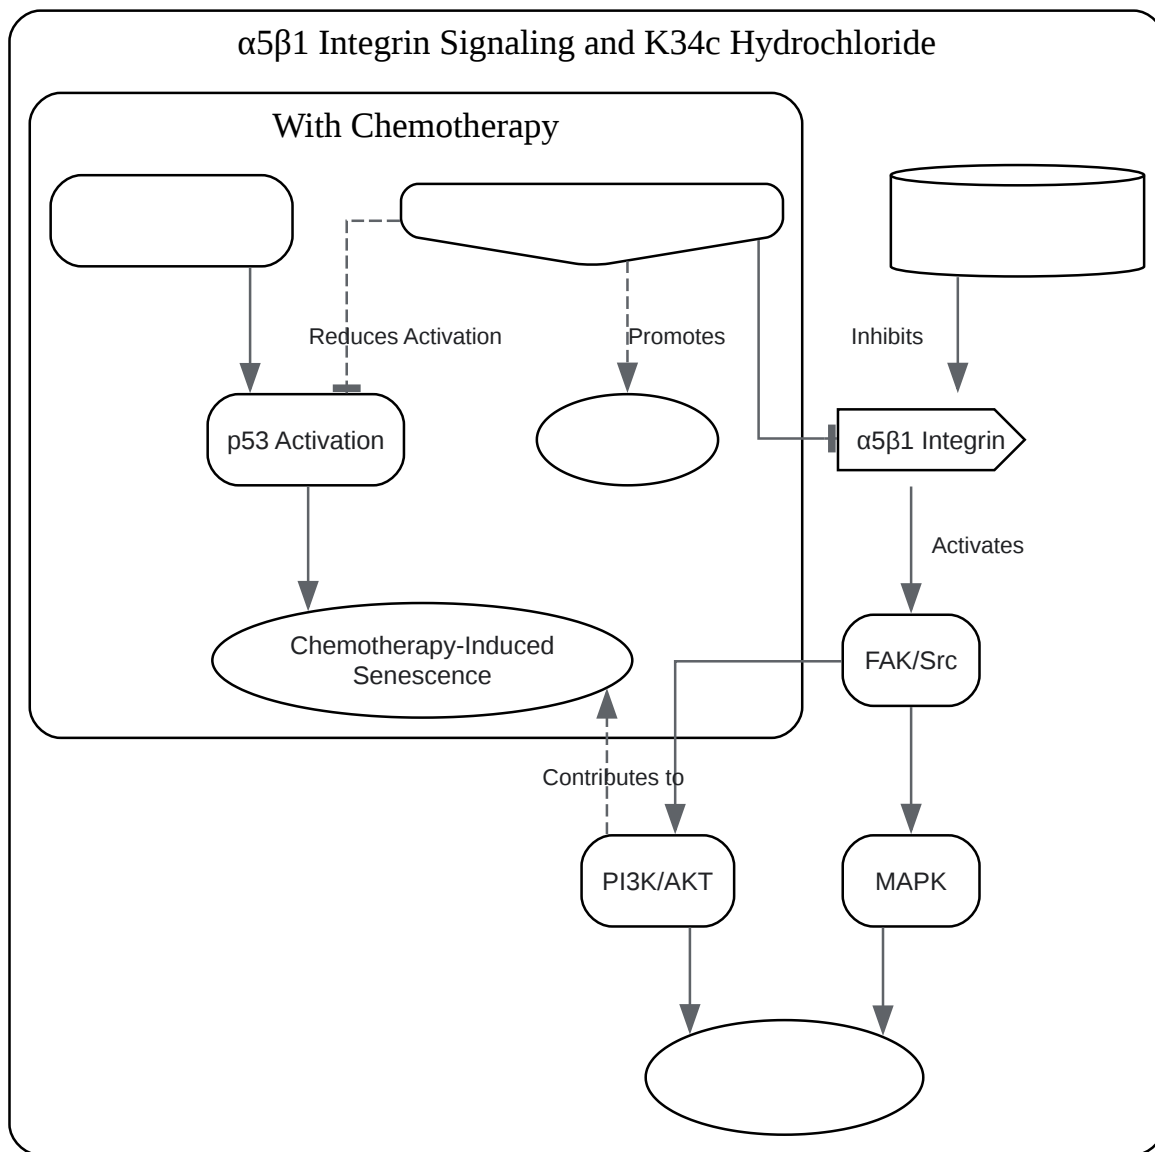 α5β1 Integrin Signaling and K34c Hydrochloride
With Chemotherapy
Reduces Activation
Promotes
Inhibits
p53 Activation
α5β1 Integrin
Activates
Chemotherapy-Induced
Senescence
FAK/Src
Contributes to
PI3K/AKT
MAPK